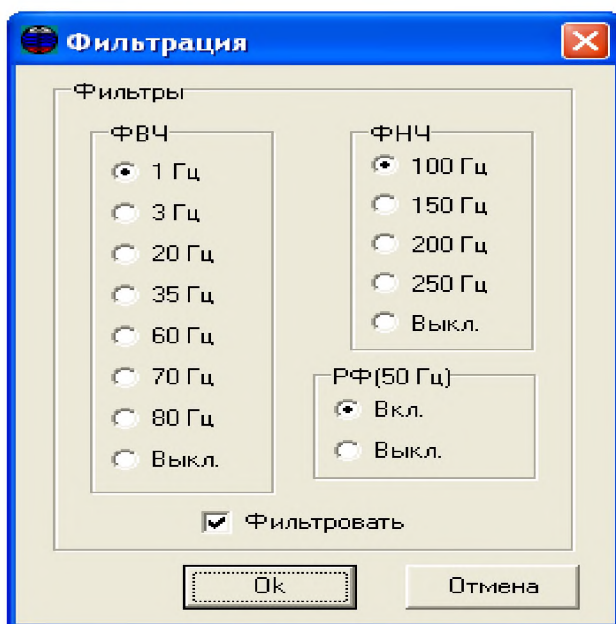 Фильтрация
Фильтры
ФВЧ
1 Гц
3 Гц
20 Гц
35 Гц
60 Гц
70 Гц
80 Гц
Выкл.
ФНЧ
100 Гц
150 Гц
200 Гц
250 Гц
Выкл.
РФ(50 Гц)
Вкл.
Выкл.
Фильтровать
Ok
Отмена